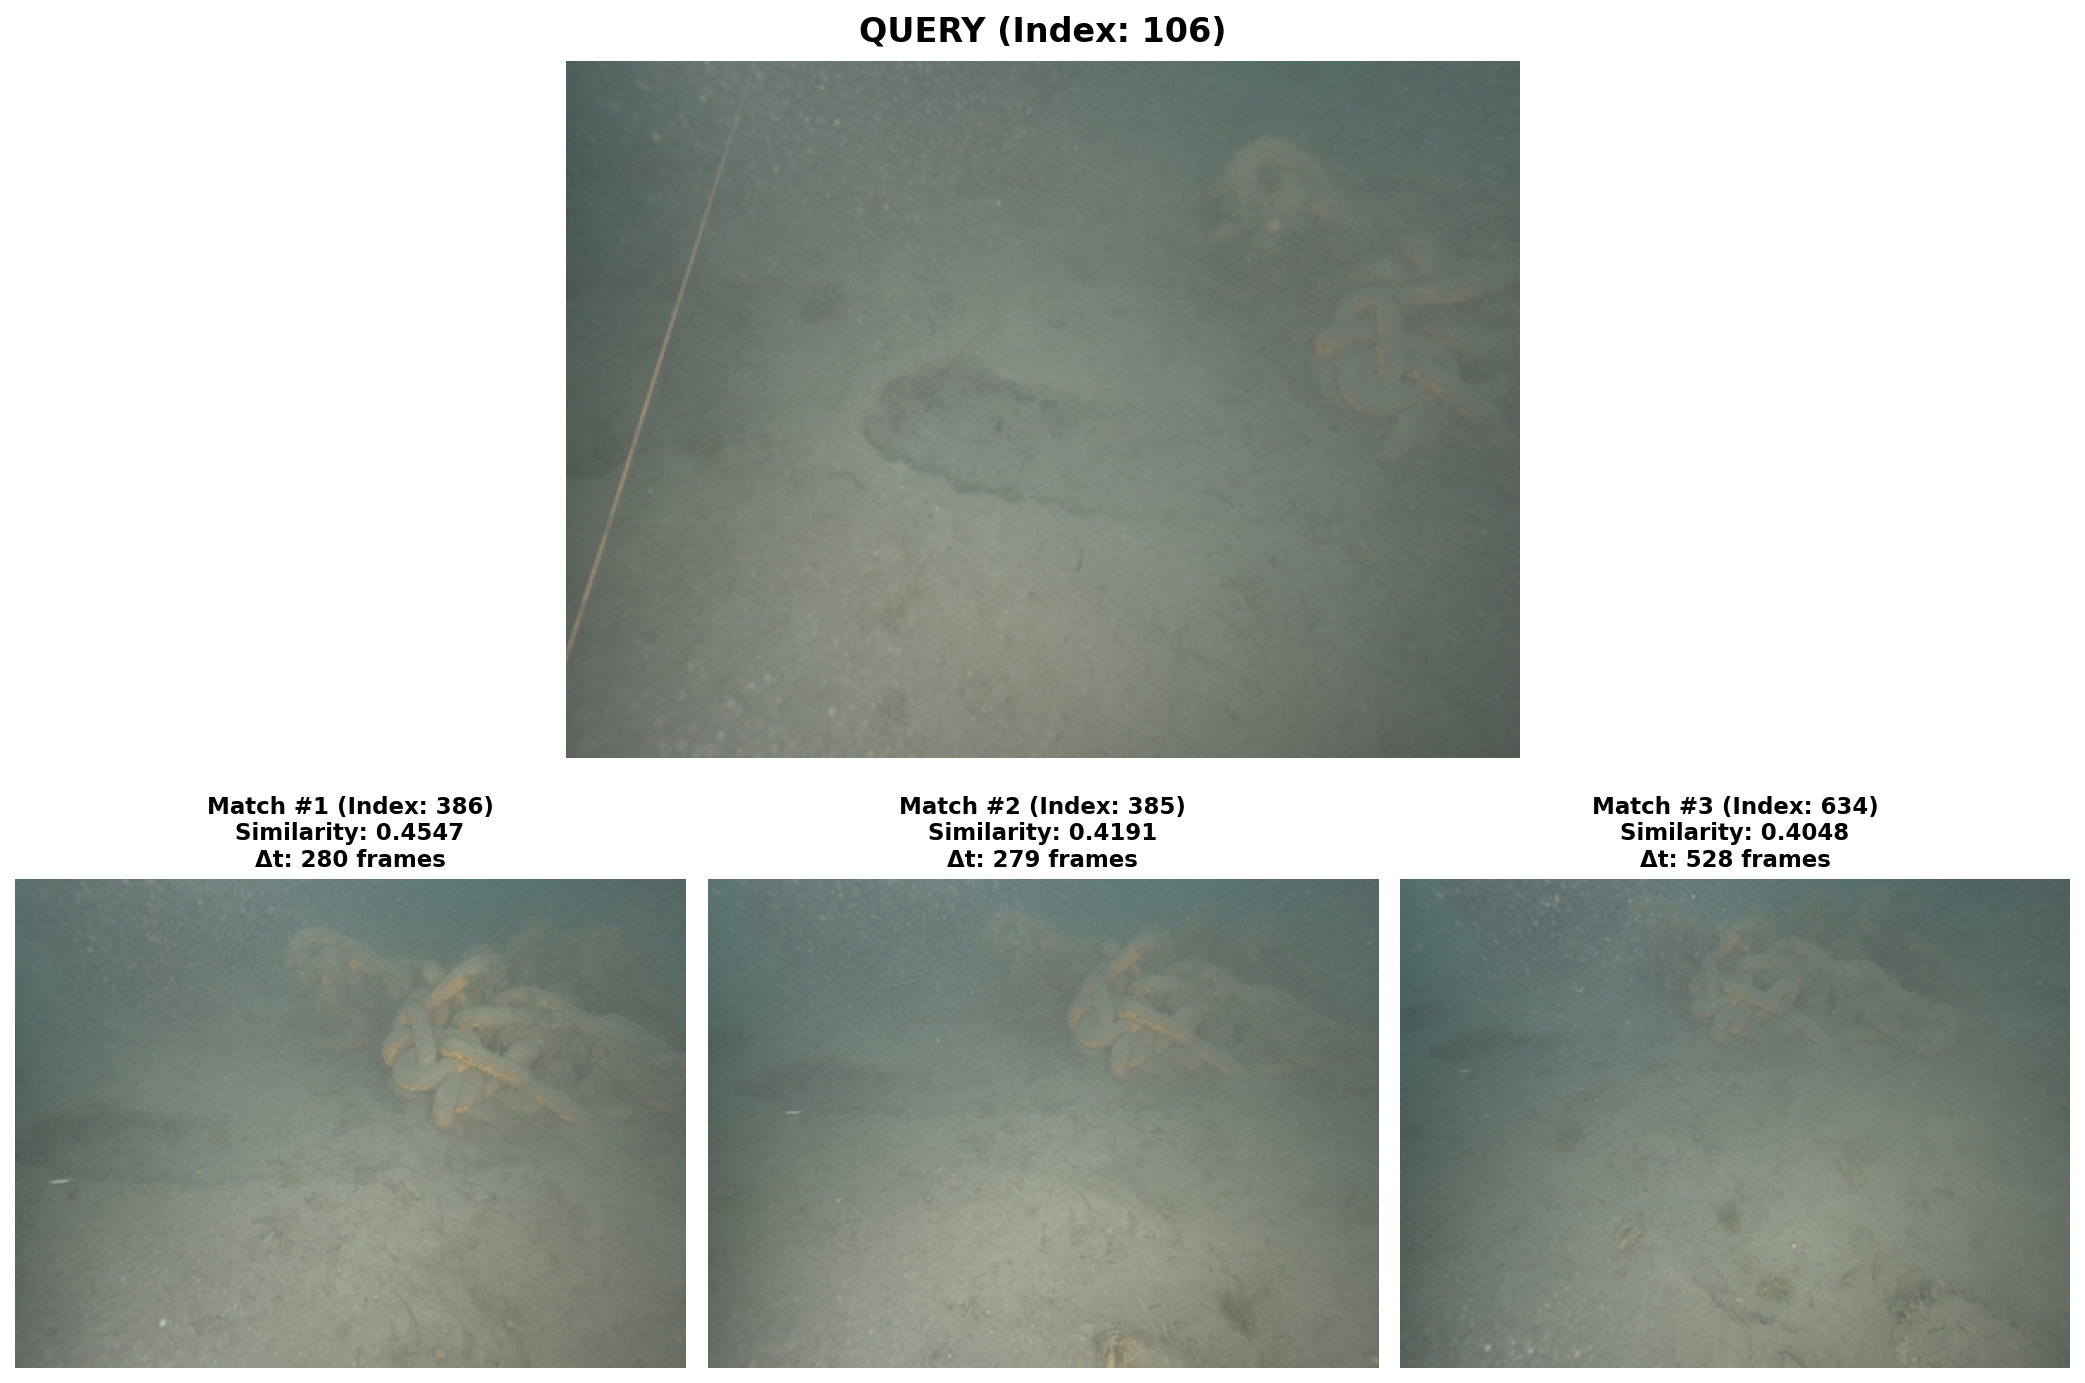 QUERY (Index: 106)
Match #1 (Index: 386)
Similarity: 0.4547
Δt: 280 frames
Match #2 (Index: 385)
Similarity: 0.4191
Δt: 279 frames
Match #3 (Index: 634)
Similarity: 0.4048
Δt: 528 frames